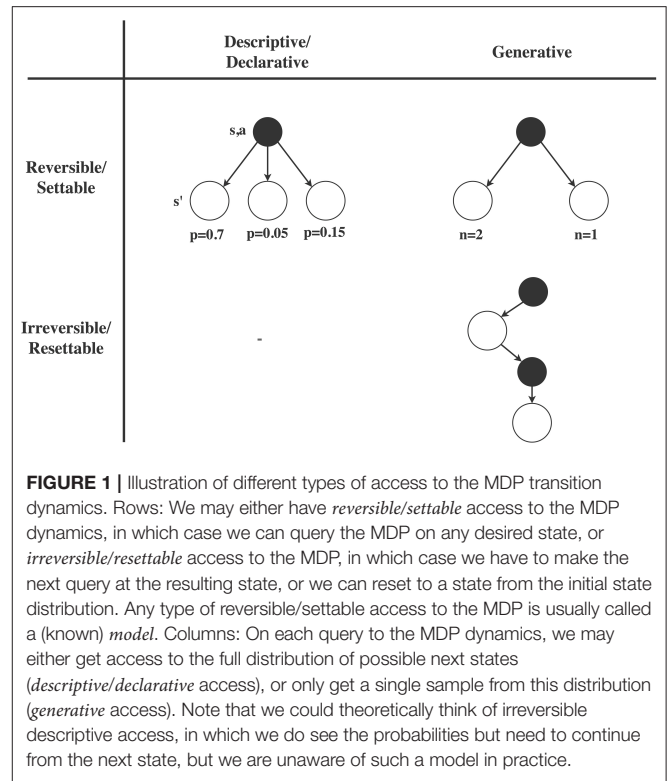 Descriptive/
Declarative
Generative
Reversible/
Settable
s,a
s'
p=0.7
p=0.05
p=0.15
n=2
n=1
Irreversible/
Resettable
-
FIGURE 1 | Illustration of different types of access to the MDP transition
dynamics. Rows: We may either have reversible/settable access to the MDP
dynamics, in which case we can query the MDP on any desired state, or
irreversible/resettable access to the MDP, in which case we have to make the
next query at the resulting state, or we can reset to a state from the initial state
distribution. Any type of reversible/settable access to the MDP is usually called
a (known) model. Columns: On each query to the MDP dynamics, we may
either get access to the full distribution of possible next states
(descriptive/declarative access), or only get a single sample from this distribution
(generative access). Note that we could theoretically think of irreversible
descriptive access, in which we do see the probabilities but need to continue
from the next state, but we are unaware of such a model in practice.